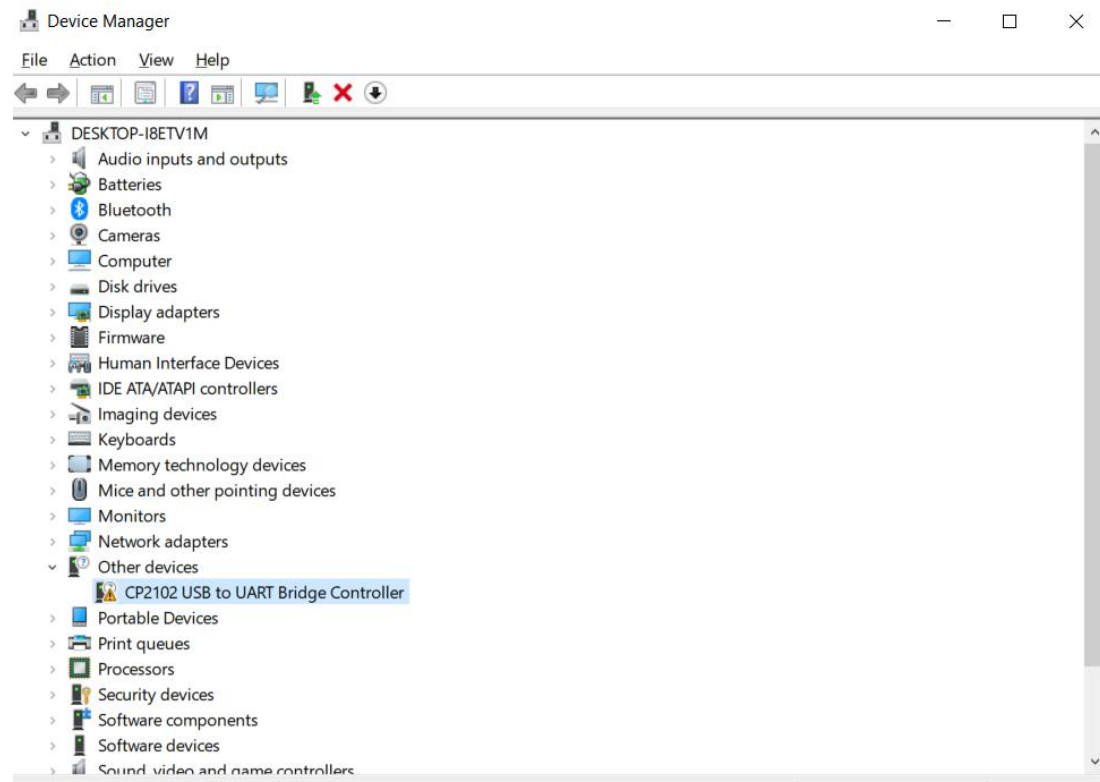 Device Manager
File Action View Help
DESKTOP-I8ETV1M
Audio inputs and outputs
Batteries
Bluetooth
Cameras
Computer
Disk drives
Display adapters
Firmware
Human Interface Devices
IDE ATA/ATAPI controllers
Imaging devices
Keyboards
Memory technology devices
Mice and other pointing devices
Monitors
Network adapters
Other devices
CP2102 USB to UART Bridge Controller
Portable Devices
Print queues
Processors
Security devices
Software components
Software devices
Sound, video and game controllers